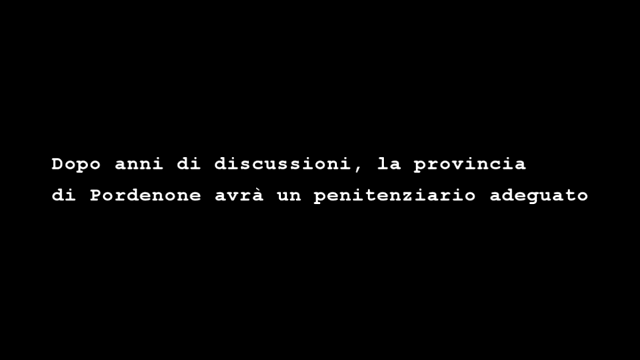 Dopo anni di discussioni, la provincia
di Pordenone avrà un penitenziario adeguato